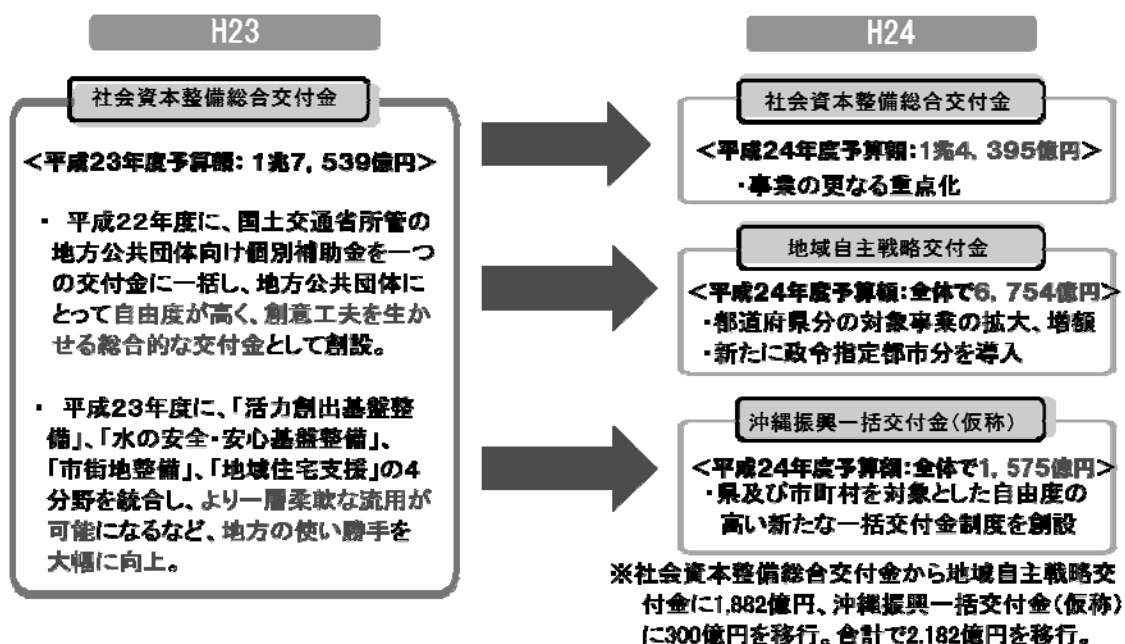 H23
社会資本整備総合交付金
<平成23年度予算額：1兆7,539億円>
・ 平成22年度に、国土交通省所管の
地方公共団体向け個別補助金を一つ
の交付金に一括し、地方公共団体に
とって自由度が高く、創意工夫を生か
せる総合的な交付金として創設。
・ 平成23年度に、「活力創出基盤整
備」、「水の安全・安心基盤整備」、
「市街地整備」、「地域住宅支援」の4
分野を統合し、より一層柔軟な流用が
可能になるなど、地方の使い勝手を
大幅に向上。
H24
社会資本整備総合交付金
<平成24年度予算額：1兆4,395億円>
・事業の更なる重点化
地域自主戦略交付金
<平成24年度予算額：全体で6,754億円>
・都道府県分の対象事業の拡大、増額
・新たに政令指定都市分を導入
沖縄振興一括交付金(仮称)
<平成24年度予算額：全体で1,575億円>
・県及び市町村を対象とした自由度の
高い新たな一括交付金制度を創設
※社会資本整備総合交付金から地域自主戦略交
付金に1,882億円、沖縄振興一括交付金(仮称)
に300億円を移行。合計で2,182億円を移行。